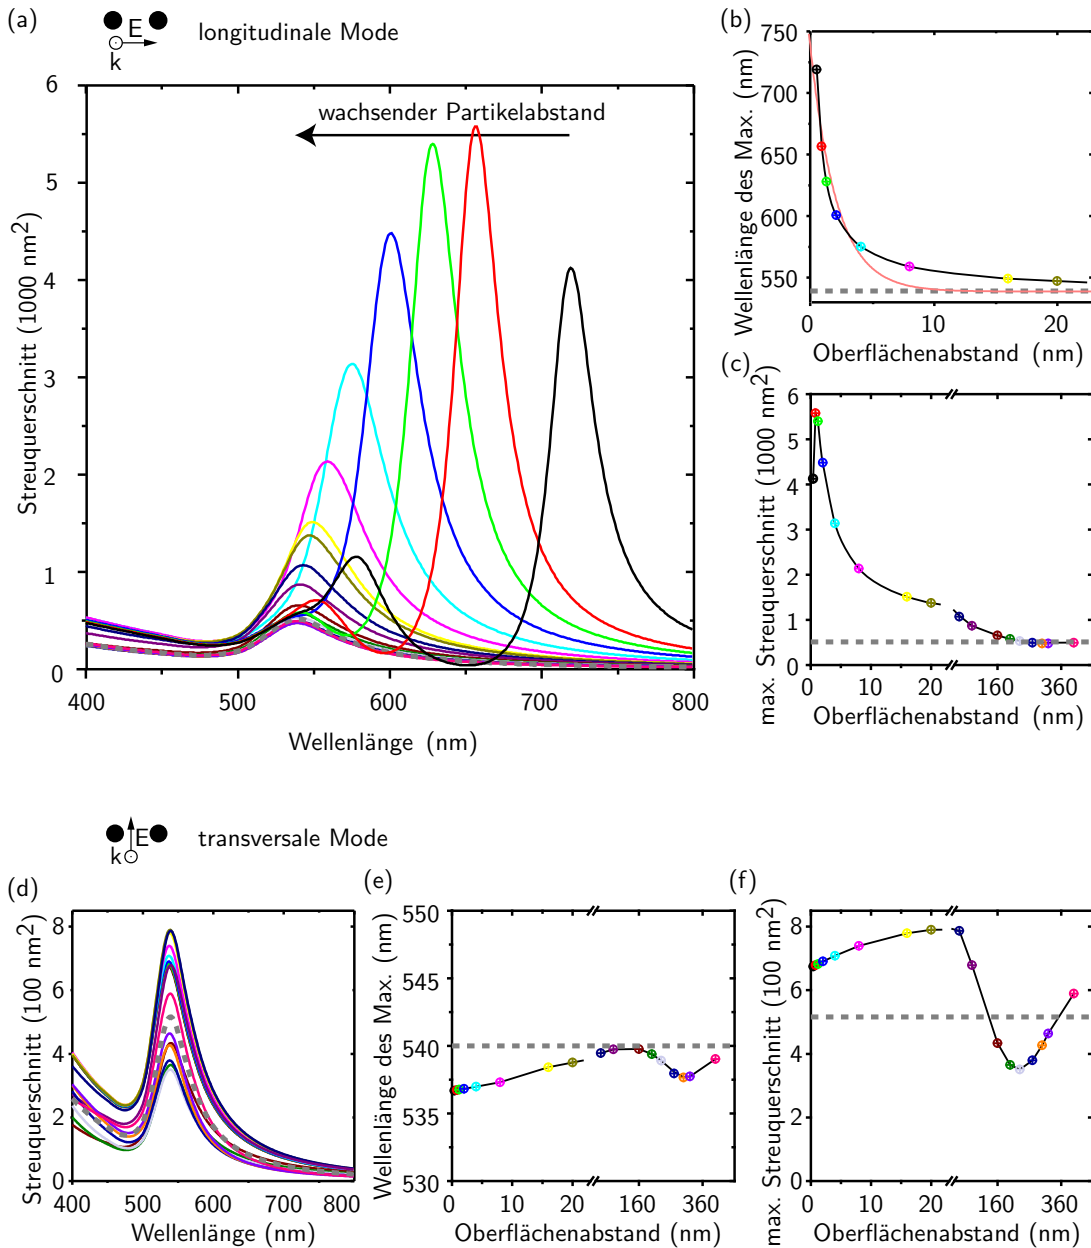 (a)
E
k
longitudinale Mode
6
5
4
3
2
1
0
400
500
600
700
800
wachsender Partikelabstand
Streuquerschnitt (1000 nm²)
Wellenlänge (nm)
(b)
750
700
650
600
550
0
10
20
Wellenlänge des Max. (nm)
Oberflächenabstand (nm)
(c)
6
5
4
3
2
1
0
0
10
20
160
360
max. Streuquerschnitt (1000 nm²)
Oberflächenabstand (nm)
E
k
transversale Mode
(d)
8
6
4
2
0
400
500
600
700
800
Streuquerschnitt (100 nm²)
Wellenlänge (nm)
(e)
550
545
540
535
530
0
10
20
160
360
Wellenlänge des Max. (nm)
Oberflächenabstand (nm)
(f)
8
6
4
2
0
0
10
20
160
360
max. Streuquerschnitt (100 nm²)
Oberflächenabstand (nm)